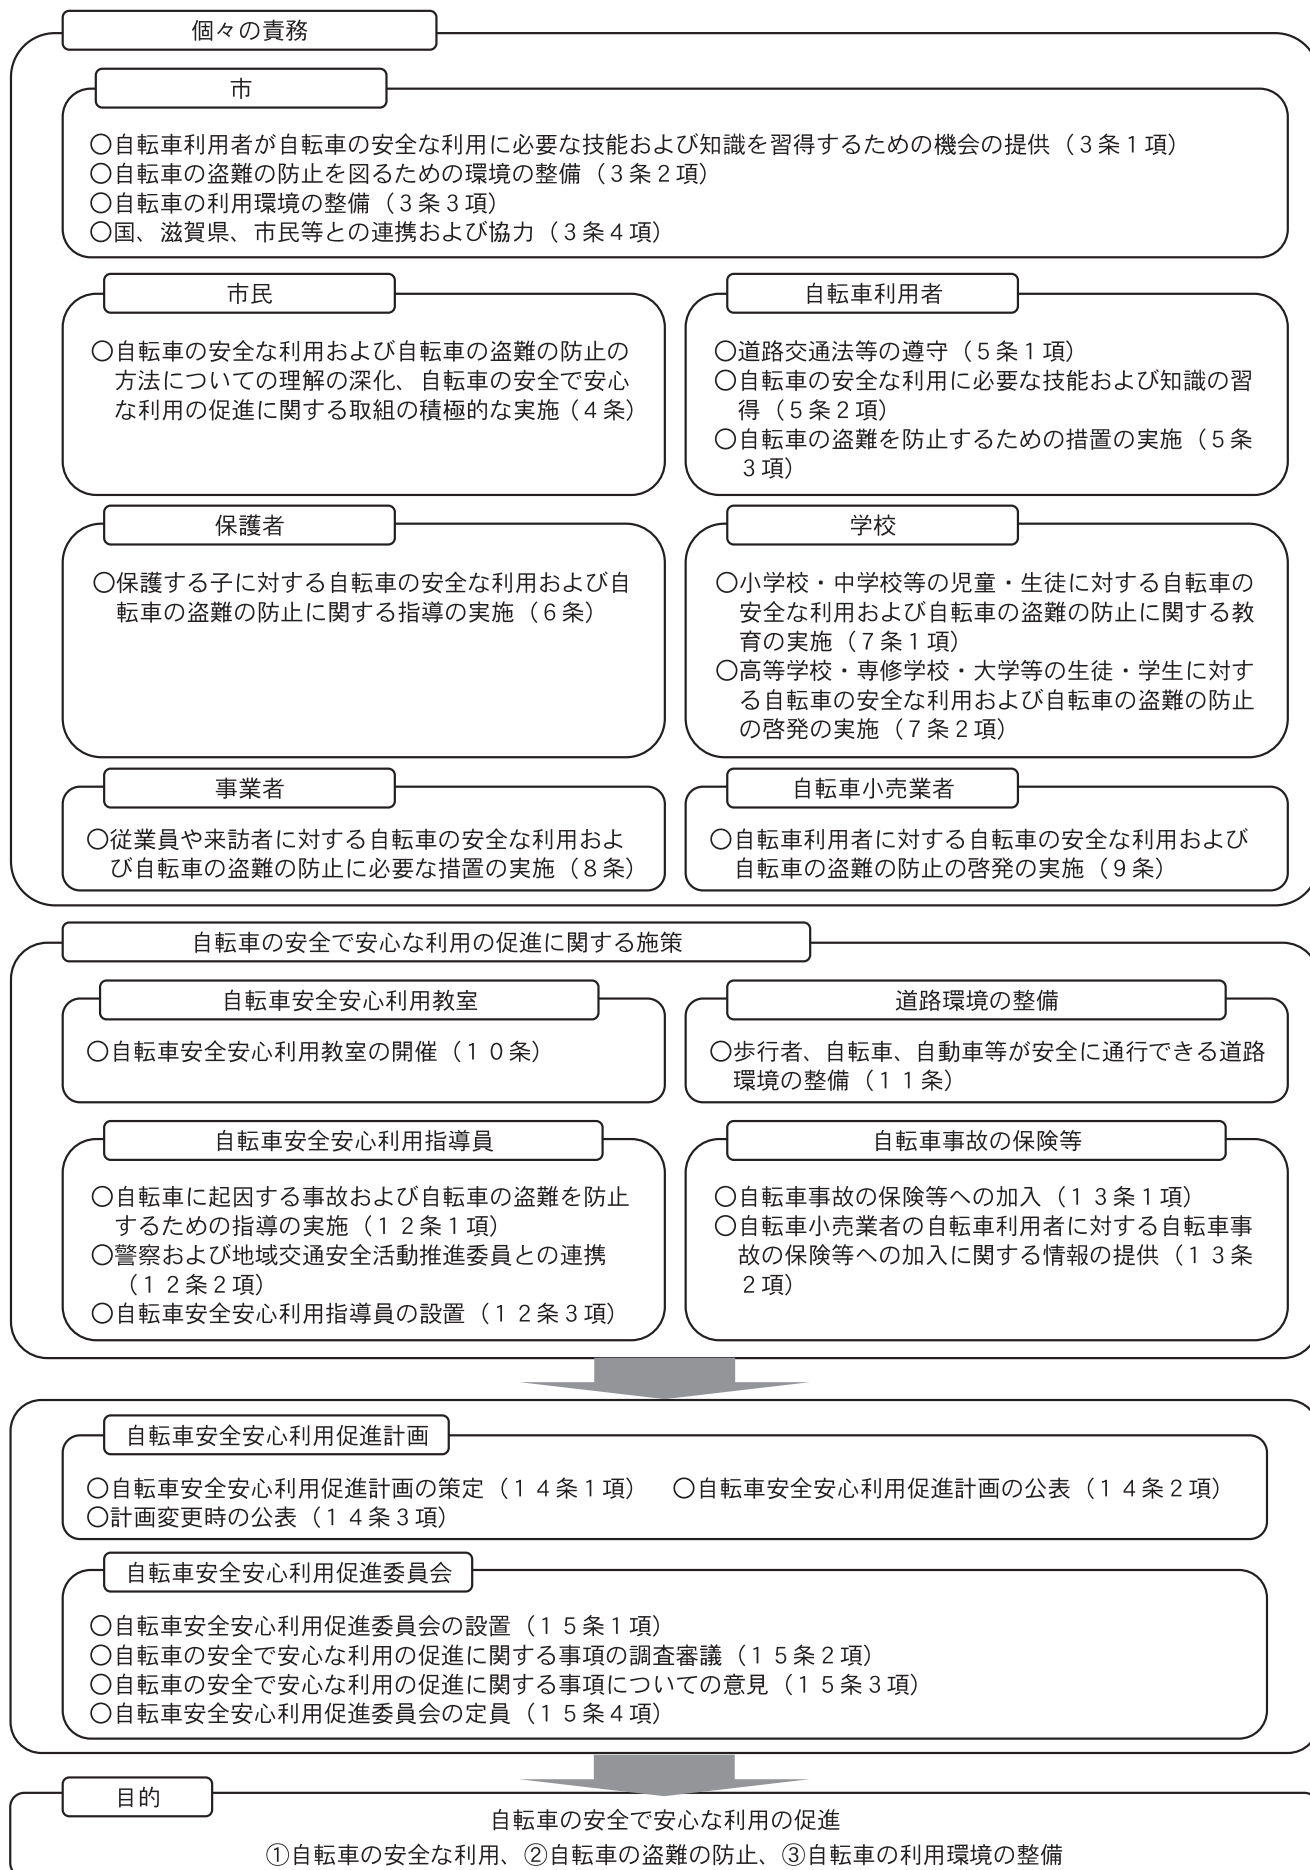 個々の責務
市
○自転車利用者が自転車の安全な利用に必要な技能および知識を習得するための機会の提供（３条１項）
○自転車の盗難の防止を図るための環境の整備（３条２項）
○自転車の利用環境の整備（３条３項）
○国、滋賀県、市民等との連携および協力（３条４項）
市民
○自転車の安全な利用および自転車の盗難の防止の
方法についての理解の深化、自転車の安全で安心
な利用の促進に関する取組の積極的な実施（４条）
自転車利用者
○道路交通法等の遵守（５条１項）
○自転車の安全な利用に必要な技能および知識の習
得（５条２項）
○自転車の盗難を防止するための措置の実施（５条
３項）
保護者
○保護する子に対する自転車の安全な利用および自
転車の盗難の防止に関する指導の実施（６条）
学校
○小学校・中学校等の児童・生徒に対する自転車の
安全な利用および自転車の盗難の防止に関する教
育の実施（７条１項）
○高等学校・専修学校・大学等の生徒・学生に対す
る自転車の安全な利用および自転車の盗難の防止
の啓発の実施（７条２項）
事業者
○従業員や来訪者に対する自転車の安全な利用およ
び自転車の盗難の防止に必要な措置の実施（８条）
自転車小売業者
○自転車利用者に対する自転車の安全な利用および
自転車の盗難の防止の啓発の実施（９条）
自転車の安全で安心な利用の促進に関する施策
自転車安全安心利用教室
○自転車安全安心利用教室の開催（１０条）
道路環境の整備
○歩行者、自転車、自動車等が安全に通行できる道路
環境の整備（１１条）
自転車安全安心利用指導員
○自転車に起因する事故および自転車の盗難を防止
するための指導の実施（１２条１項）
○警察および地域交通安全活動推進委員との連携
（１２条２項）
○自転車安全安心利用指導員の設置（１２条３項）
自転車事故の保険等
○自転車事故の保険等への加入（１３条１項）
○自転車小売業者の自転車利用者に対する自転車事
故の保険等への加入に関する情報の提供（１３条
２項）
自転車安全安心利用促進計画
○自転車安全安心利用促進計画の策定（１４条１項）　○自転車安全安心利用促進計画の公表（１４条２項）
○計画変更時の公表（１４条３項）
自転車安全安心利用促進委員会
○自転車安全安心利用促進委員会の設置（１５条１項）
○自転車の安全で安心な利用の促進に関する事項の調査審議（１５条２項）
○自転車の安全で安心な利用の促進に関する事項についての意見（１５条３項）
○自転車安全安心利用促進委員会の定員（１５条４項）
目的
自転車の安全で安心な利用の促進
①自転車の安全な利用、②自転車の盗難の防止、③自転車の利用環境の整備